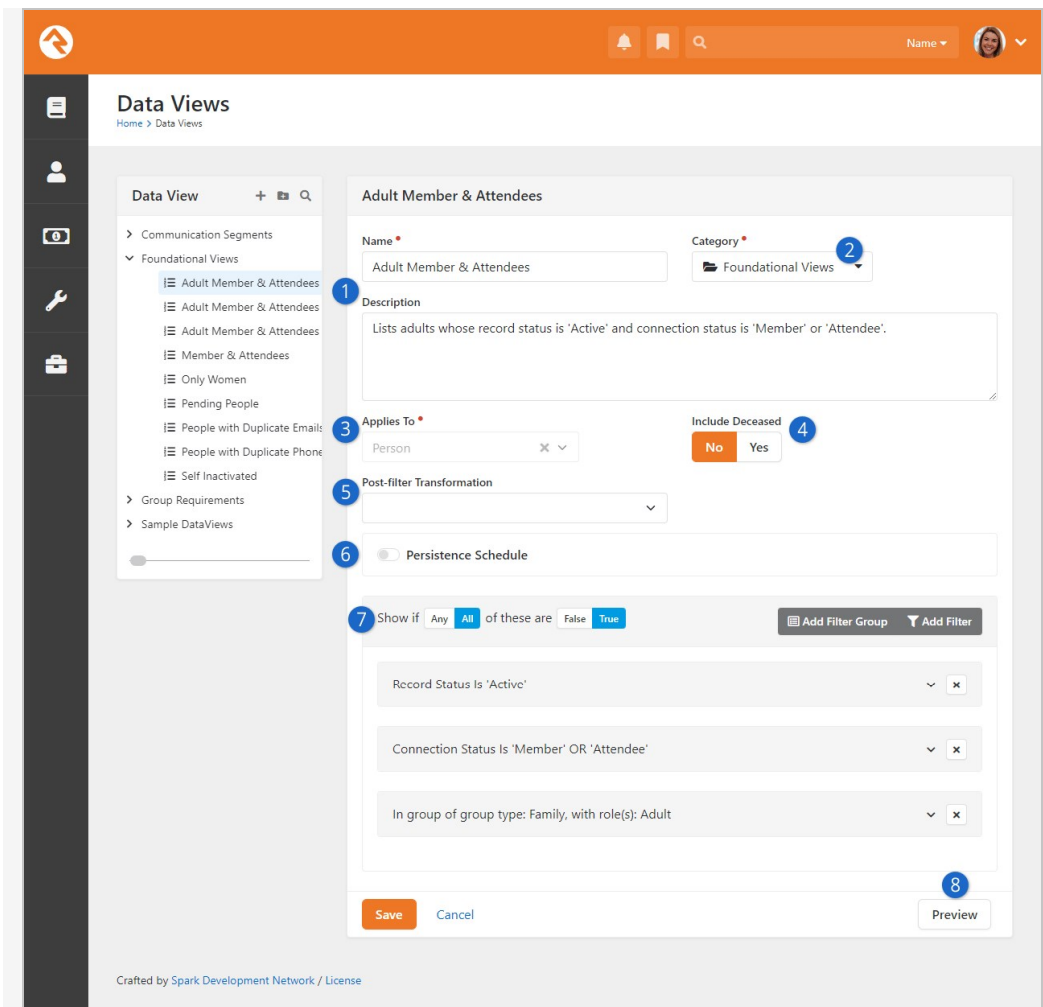 Name
Data Views
Home > Data Views
Data View
Adult Member & Attendees
Communication Segments
Foundational Views
Adult Member & Attendees
Adult Member & Attendees
Adult Member & Attendees
Member & Attendees
Only Women
Pending People
People with Duplicate Emails
People with Duplicate Phone
Self Inactivated
Group Requirements
Sample DataViews
Name •
Category •
2
Adult Member & Attendees
Foundational Views
1
Description
Lists adults whose record status is 'Active' and connection status is 'Member' or 'Attendee'.
3
Applies To •
Include Deceased
4
Person
No Yes
5
Post-filter Transformation
6
Persistence Schedule
7
Show if Any All of these are False True
Add Filter Group Add Filter
Record Status Is 'Active'
Connection Status Is 'Member' OR 'Attendee'
In group of group type: Family, with role(s): Adult
8
Save Cancel Preview
Crafted by Spark Development Network / License